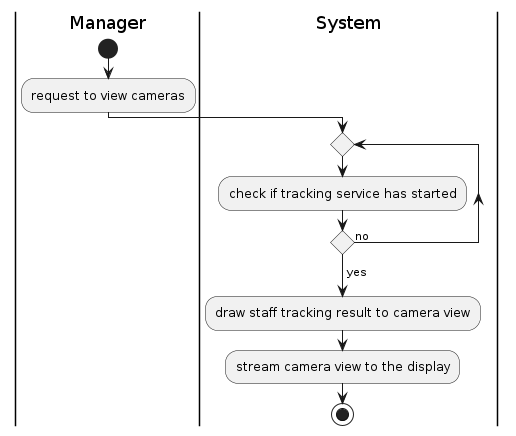 Manager
System
request to view cameras
check if tracking service has started
no
yes
draw staff tracking result to camera view
stream camera view to the display